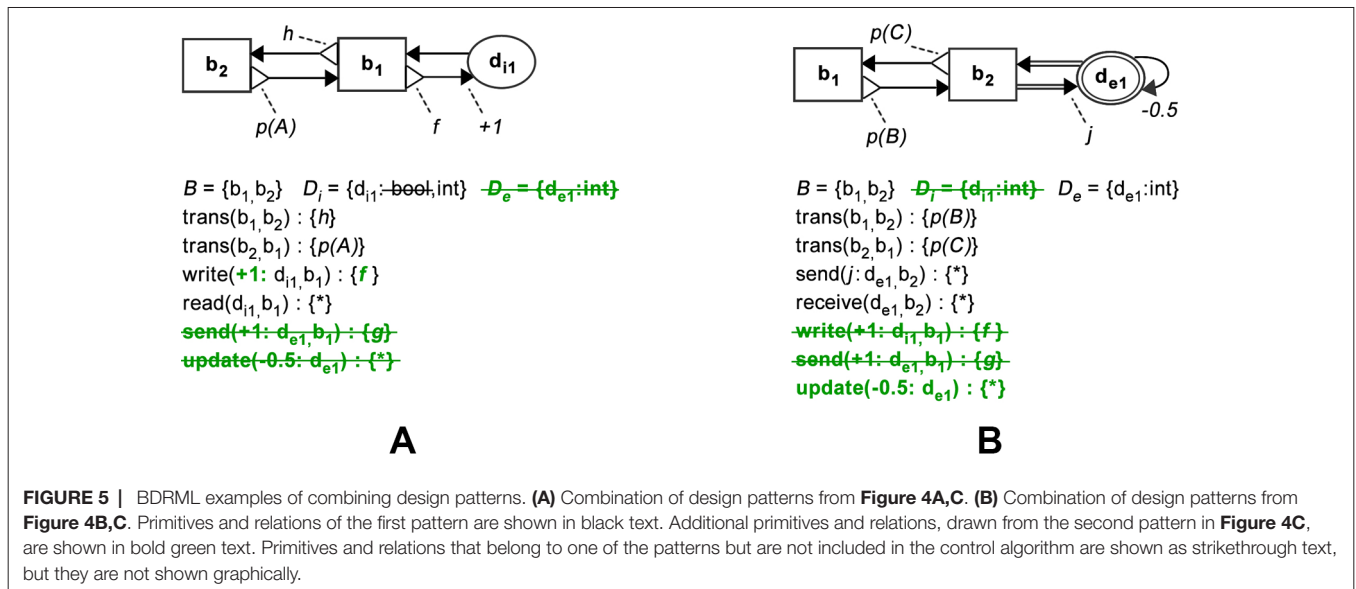 h
b2 b1 di1
p(A) f +1
B = {b1,b2} Di = {di1: bool,int} De = {de1:int}
trans(b1,b2) : {h}
trans(b2,b1) : {p(A)}
write(+1: di1,b1) : {f }
read(di1,b1) : {*}
send(+1: de1,b1) : {g}
update(-0.5: de1) : {*}
A
p(C)
b1 b2 de1
-0.5
p(B) j
B = {b1,b2} Di = {di1:int} De = {de1:int}
trans(b1,b2) : {p(B)}
trans(b2,b1) : {p(C)}
send(j: de1,b2) : {*}
receive(de1,b2) : {*}
write(+1: di1,b1) : {f }
send(+1: de1,b1) : {g}
update(-0.5: de1) : {*}
B
FIGURE 5 | BDRML examples of combining design patterns. (A) Combination of design patterns from Figure 4A,C. (B) Combination of design patterns from
Figure 4B,C. Primitives and relations of the first pattern are shown in black text. Additional primitives and relations, drawn from the second pattern in Figure 4C,
are shown in bold green text. Primitives and relations that belong to one of the patterns but are not included in the control algorithm are shown as strikethrough text,
but they are not shown graphically.